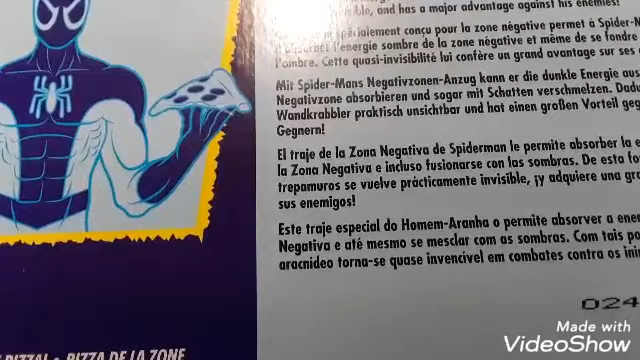 and has a major advantage against his enemies!
spécialement conçu pour la zone négative permet à Spider-M
d'absorber l'énergie sombre de la zone négative et même de se fondre
l'ombre. Cette quasi-invisibilité lui confère un grand avantage sur ses
Mit Spider-Mans Negativzonen-Anzug kann er die dunkle Energie aus
Negativzone absorbieren und sogar mit Schatten verschmelzen. Dadu
Wandkrabbler praktisch unsichtbar und hat einen großen Vorteil geg
Gegnern!
El traje de la Zona Negativa de Spiderman le permite absorber la e
la Zona Negativa e incluso fusionarse con las sombras. De esta fo
trepamuros se vuelve prácticamente invisible, ¡y adquiere una gra
sus enemigos!
Este traje especial do Homem-Aranha o permite absorver a ener
Negativa e até mesmo se mesclar com as sombras. Com tais po
aracnídeo torna-se quase invencível em combates contra os inin
024
PIZZA! • PIZZA DE LA ZONE
Made with
VideoShow